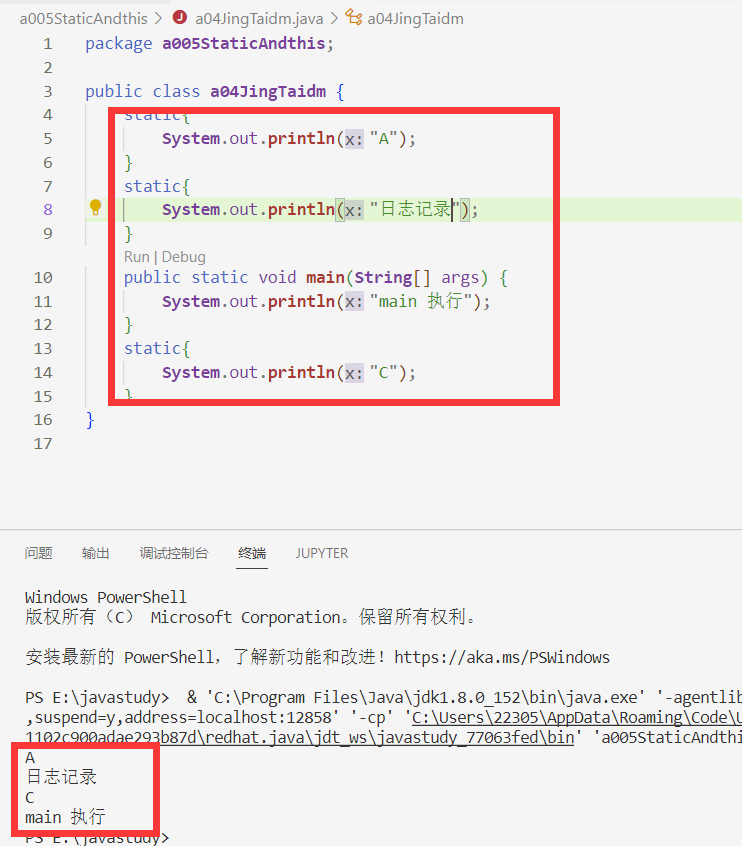 a005StaticAndthis > a04JingTaidm.java > a04JingTaidm
1 package a005StaticAndthis;
2
3 public class a04JingTaidm {
4 static{
5 System.out.println(x: "A");
6 }
7 static{
8 System.out.println(x: "日志记录");
9 }
Run | Debug
10 public static void main(String[] args) {
11 System.out.println(x: "main 执行");
12 }
13 static{
14 System.out.println(x: "C");
15 }
16 }
17
问题 输出 调试控制台 终端 JUPYTER
Windows PowerShell
版权所有（C） Microsoft Corporation。保留所有权利。
安装最新的 PowerShell，了解新功能和改进！https://aka.ms/PSWindows
PS E:\javastudy> & 'C:\Program Files\Java\jdk1.8.0_152\bin\java.exe' '-agentlib
,suspend=y,address=localhost:12858' '-cp' 'C:\Users\22305\AppData\Roaming\Code\U
1102c900adae293b87d\redhat.java\jdt_ws\javastudy_77063fed\bin' 'a005StaticAndthi
A
日志记录
C
main 执行
PS E:\javastudy>